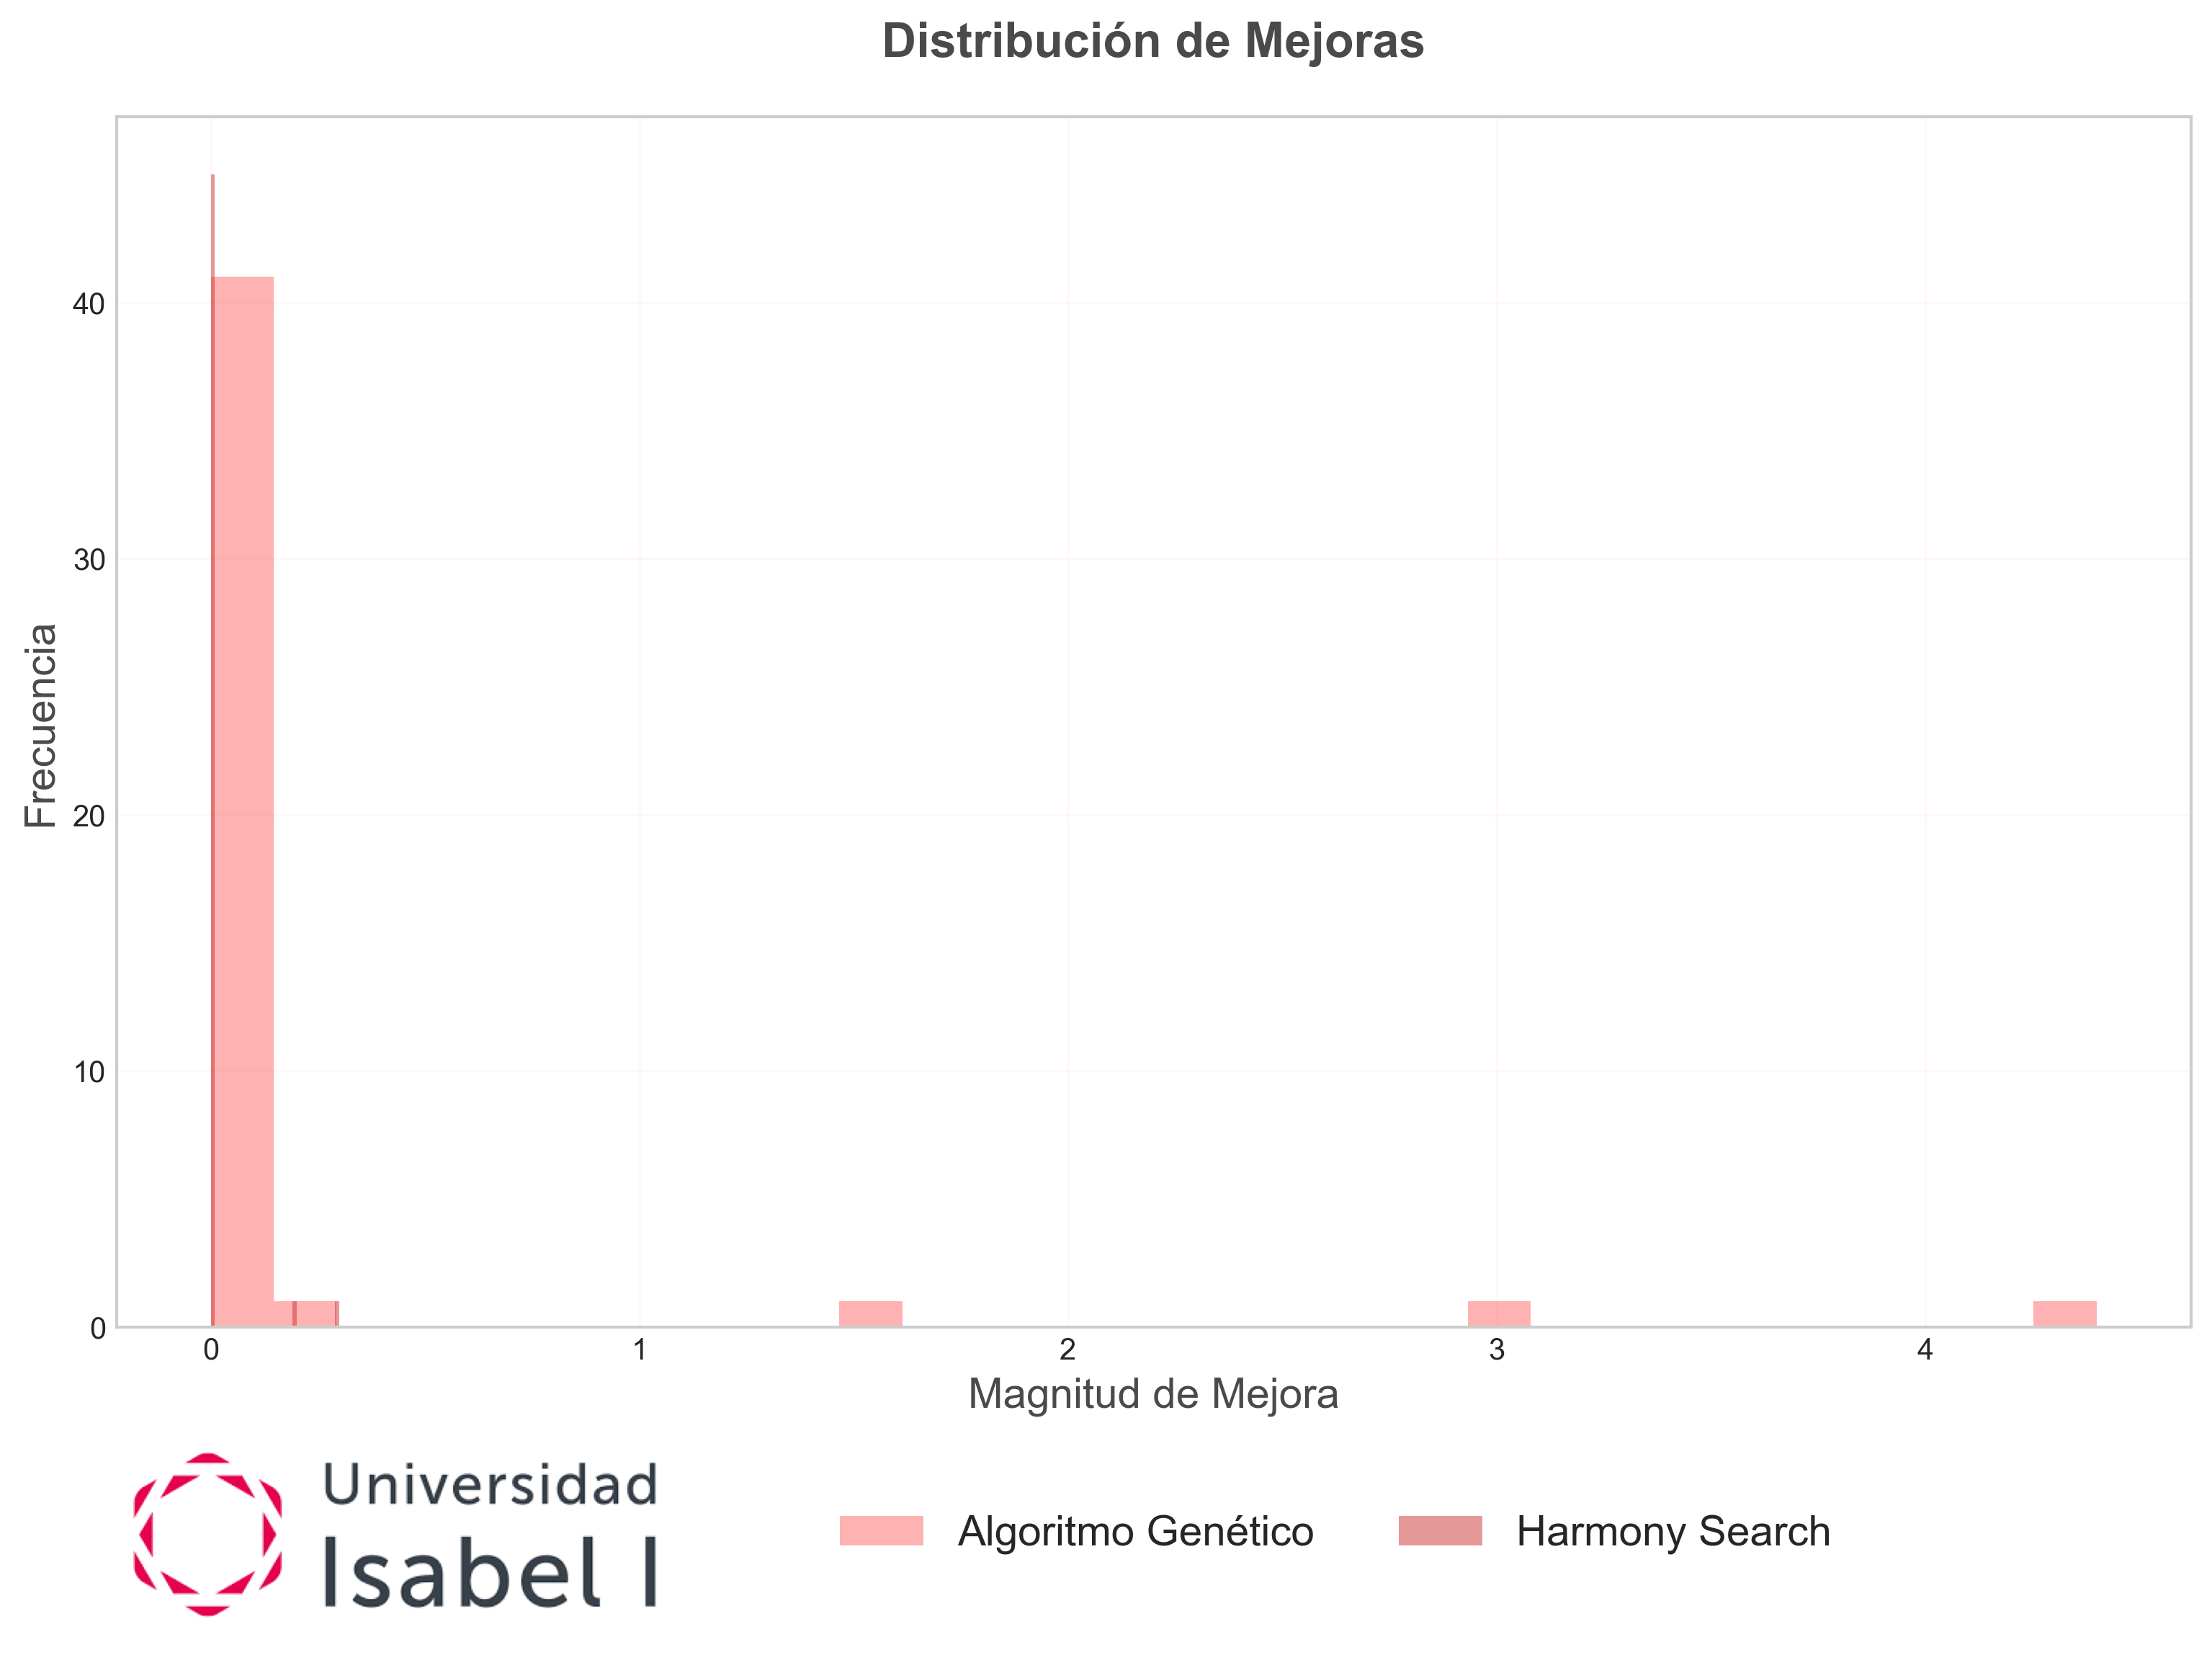 Distribución de Mejoras
Frecuencia
40
30
20
10
0
0 1 2 3 4
Magnitud de Mejora
Universidad
Isabel I
Algoritmo Genético
Harmony Search